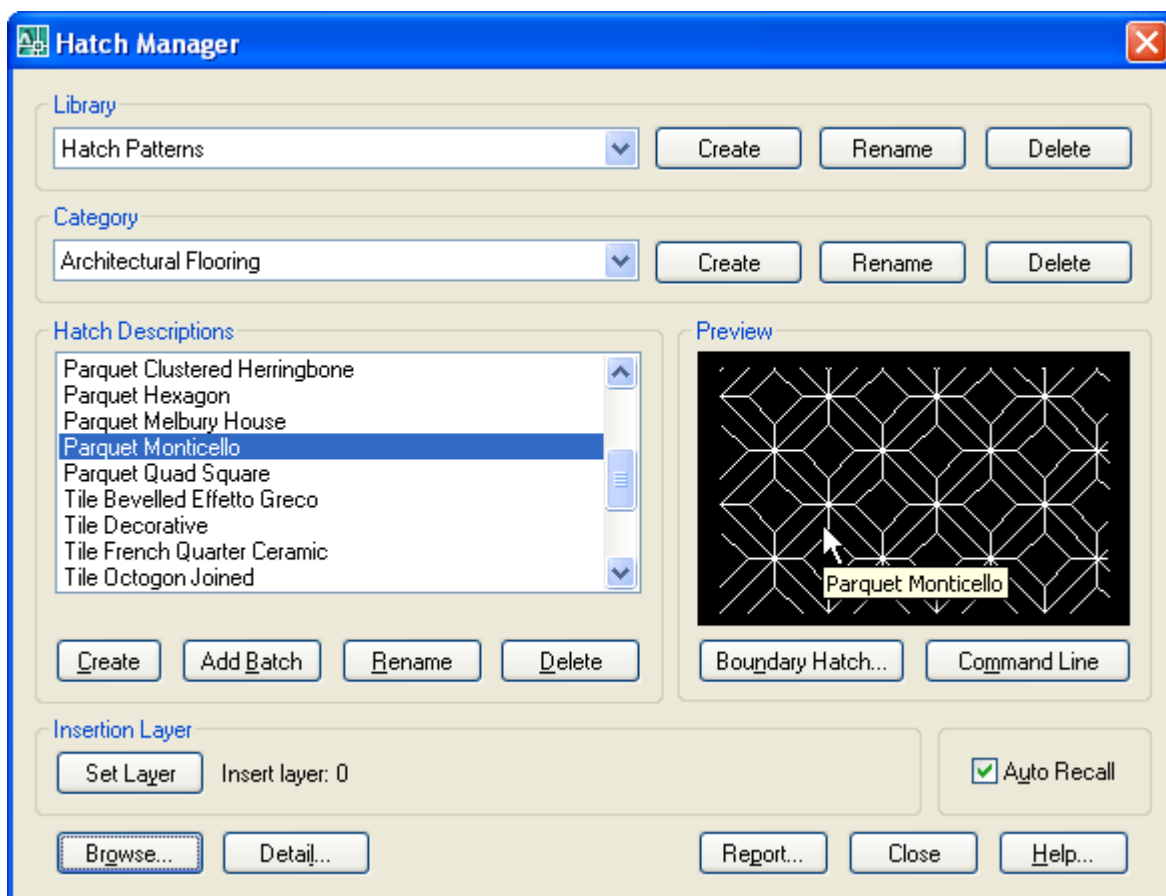 Hatch Manager
Library
Hatch Patterns Create Rename Delete
Category
Architectural Flooring Create Rename Delete
Hatch Descriptions
Parquet Clustered Herringbone
Parquet Hexagon
Parquet Melbury House
Parquet Monticello
Parquet Quad Square
Tile Bevelled Effetto Greco
Tile Decorative
Tile French Quarter Ceramic
Tile Octogon Joined
Create Add Batch Rename Delete
Preview
Parquet Monticello
Boundary Hatch... Command Line
Insertion Layer
Set Layer Insert layer: 0
Auto Recall
Browse... Detail... Report... Close Help...